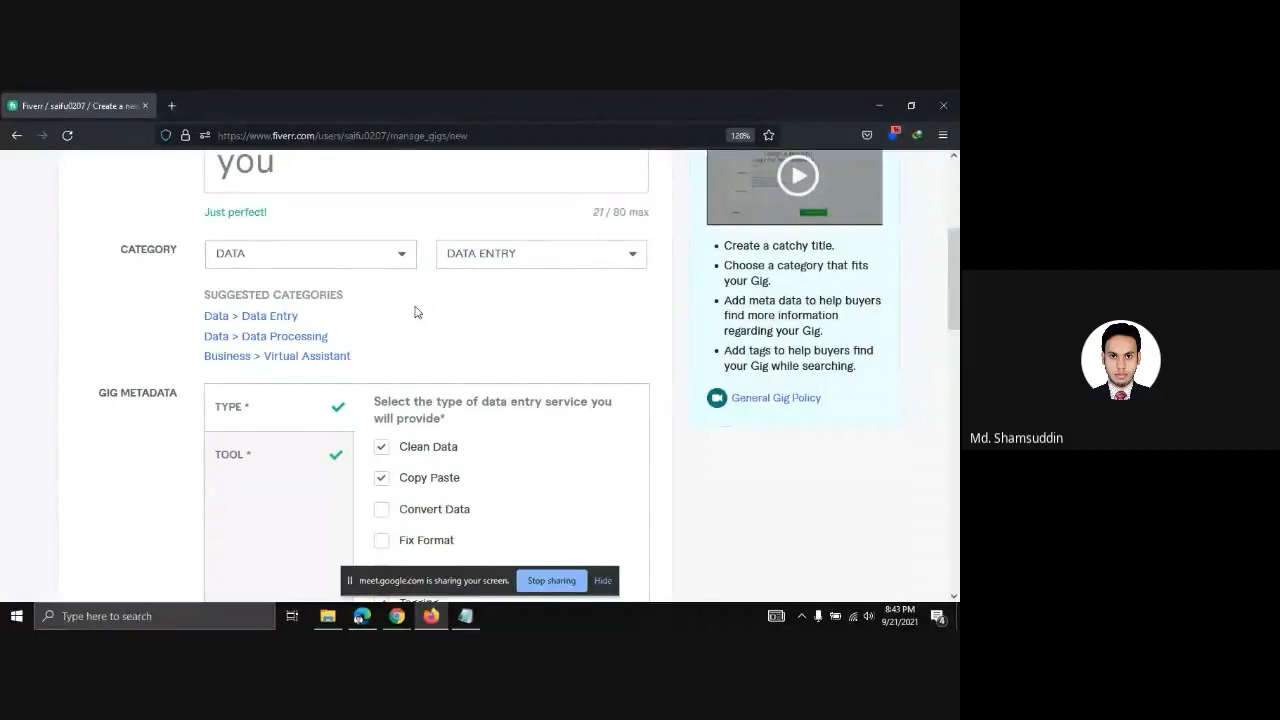 Fiverr / saifu0207 / Create a new
https://www.fiverr.com/users/saifu0207/manage_gigs/new
120%
you
Just perfect!
21 / 80 max
CATEGORY
DATA
DATA ENTRY
SUGGESTED CATEGORIES
Data > Data Entry
Data > Data Processing
Business > Virtual Assistant
GIG METADATA
TYPE *
TOOL *
Select the type of data entry service you
will provide*
Clean Data
Copy Paste
Convert Data
Fix Format
• Create a catchy title.
• Choose a category that fits
your Gig.
• Add meta data to help buyers
find more information
regarding your Gig.
• Add tags to help buyers find
your Gig while searching.
General Gig Policy
meet.google.com is sharing your screen.
Stop sharing
Hide
Type here to search
8:43 PM
9/21/2021
4
Md. Shamsuddin